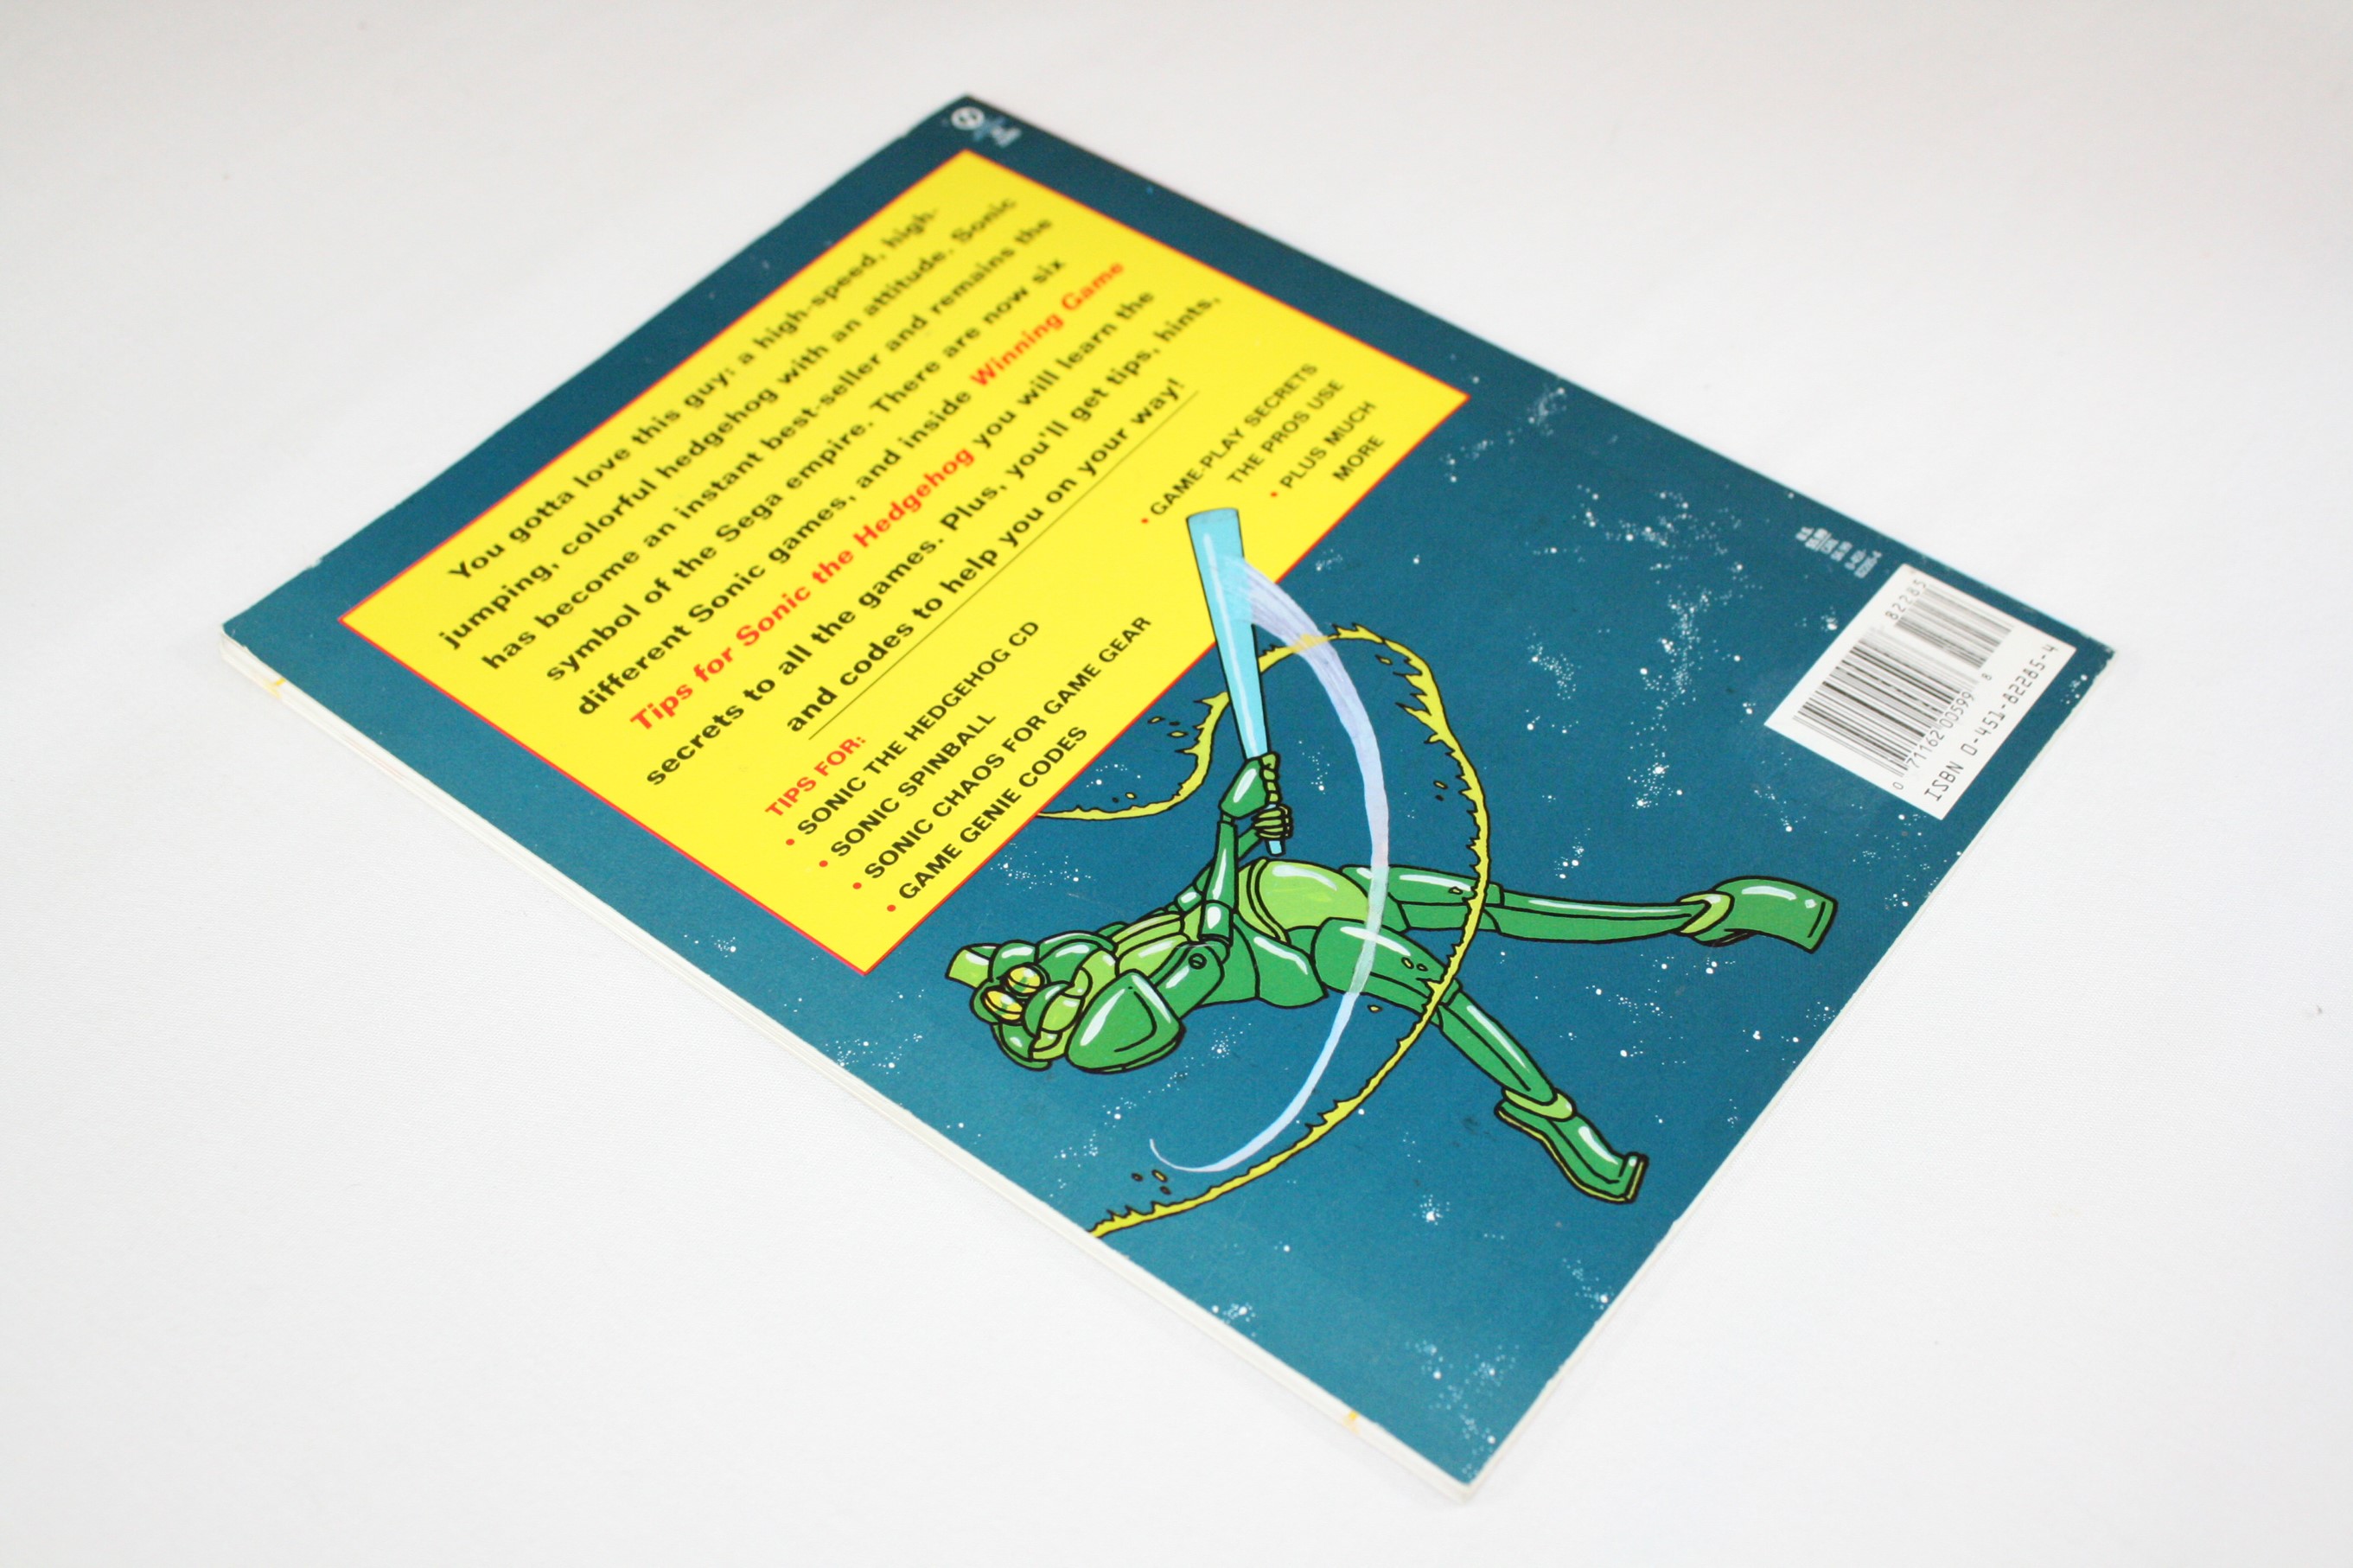 You gotta love this guy: a high-speed, high-
jumping, colorful hedgehog with an attitude. Sonic
has become an instant best-seller and remains the
symbol of the Sega empire. There are now six
different Sonic games, and inside Winning Game
Tips for Sonic the Hedgehog you will learn the
secrets to all the games. Plus, you'll get tips, hints,
and codes to help you on your way!
TIPS FOR:
• SONIC THE HEDGEHOG CD
• SONIC SPINBALL
• SONIC CHAOS FOR GAME GEAR
• GAME GENIE CODES
• GAME-PLAY SECRETS
THE PROS USE
• PLUS MUCH
MORE
82285
0 71162 00599 8
ISBN 0-451-82285-4